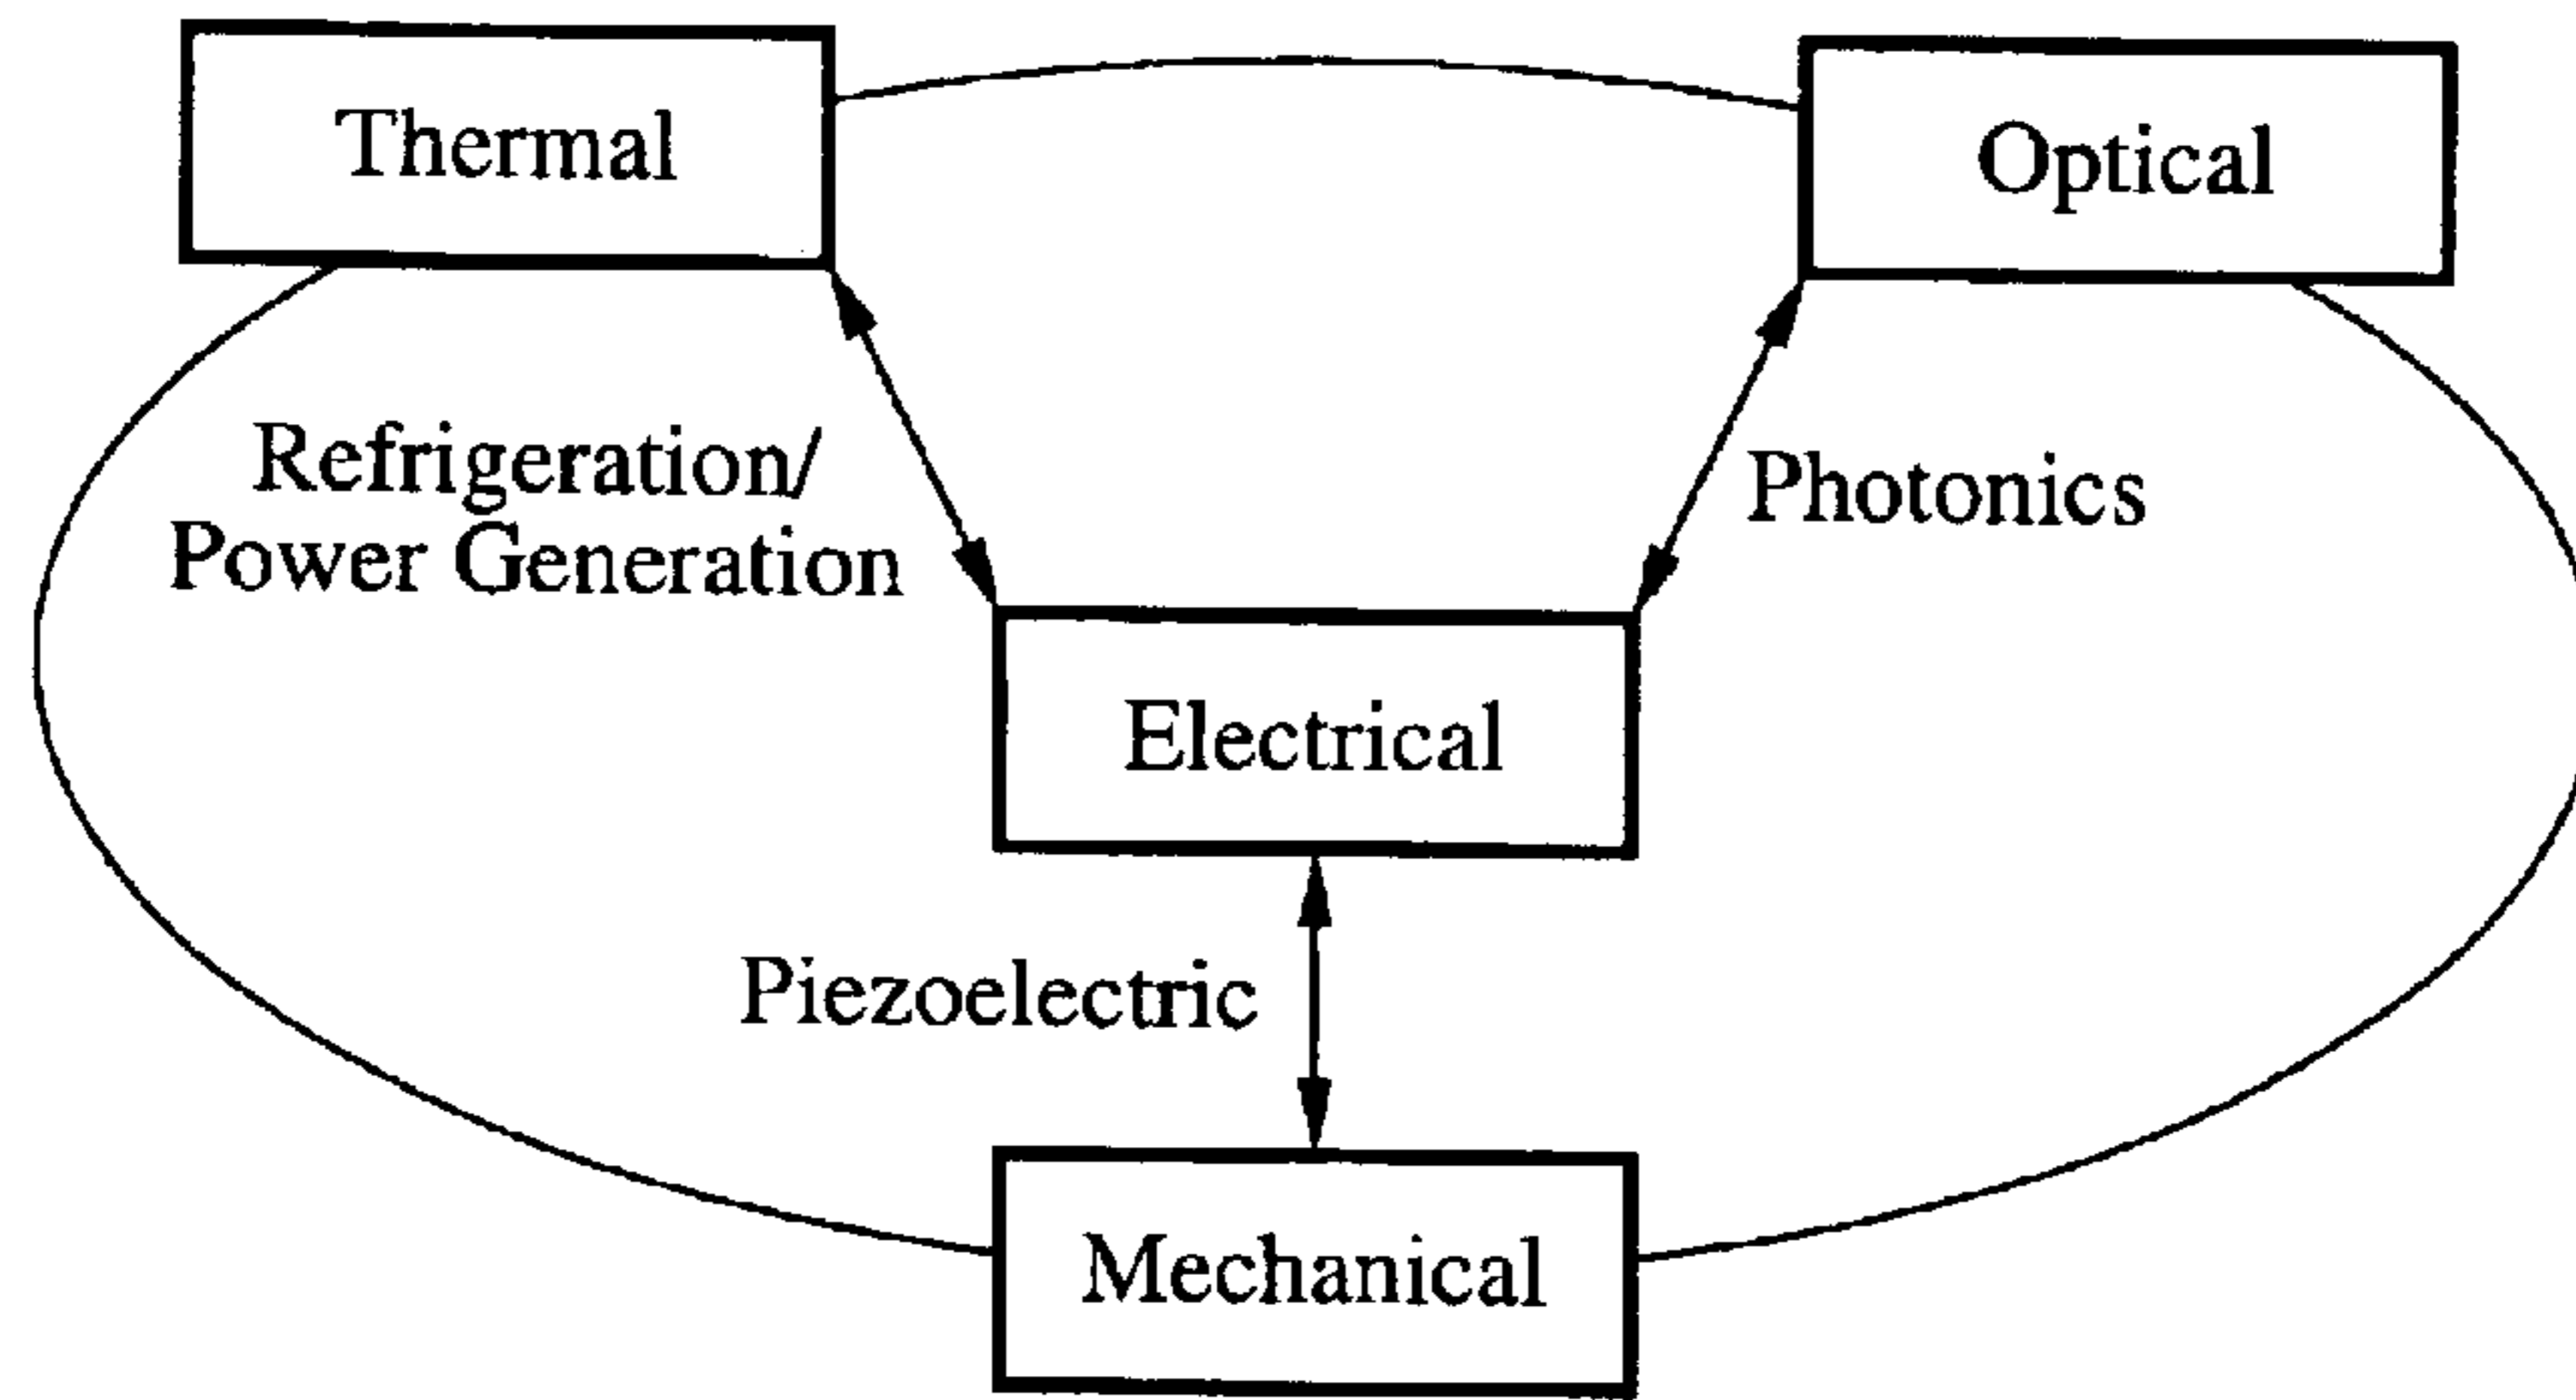 Thermal
Optical
Refrigeration/
Power Generation
Photonics
Electrical
Piezoelectric
Mechanical